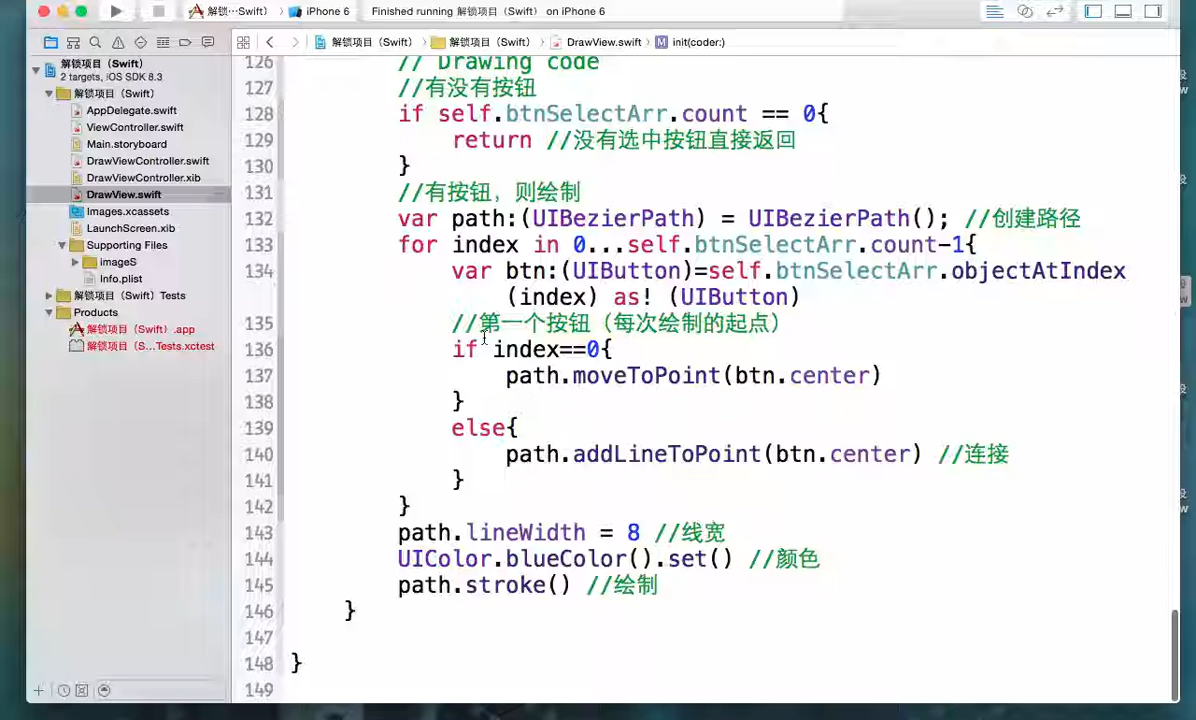 解锁...Swift） 〉 iPhone 6 Finished running 解锁项目（Swift） on iPhone 6
解锁项目（Swift） 〉 解锁项目（Swift） 〉 DrawView.swift 〉 M init(coder:)
解锁项目（Swift）
2 targets, iOS SDK 8.3
解锁项目（Swift）
AppDelegate.swift
ViewController.swift
Main.storyboard
DrawViewController.swift
DrawViewController.xib
DrawView.swift
Images.xcassets
LaunchScreen.xib
Supporting Files
imageS
Info.plist
解锁项目（Swift）Tests
Products
解锁项目（Swift）.app
解锁项目（S...Tests.xctest
126 // Drawing code
127 //有没有按钮
128 if self.btnSelectArr.count == 0{
129 return //没有选中按钮直接返回
130 }
131 //有按钮，则绘制
132 var path:(UIBezierPath) = UIBezierPath(); //创建路径
133 for index in 0...self.btnSelectArr.count-1{
134 var btn:(UIButton)=self.btnSelectArr.objectAtIndex
(index) as! (UIButton)
135 //第一个按钮（每次绘制的起点）
136 if index==0{
137 path.moveToPoint(btn.center)
138 }
139 else{
140 path.addLineToPoint(btn.center) //连接
141 }
142 }
143 path.lineWidth = 8 //线宽
144 UIColor.blueColor().set() //颜色
145 path.stroke() //绘制
146 }
147
148 }
149